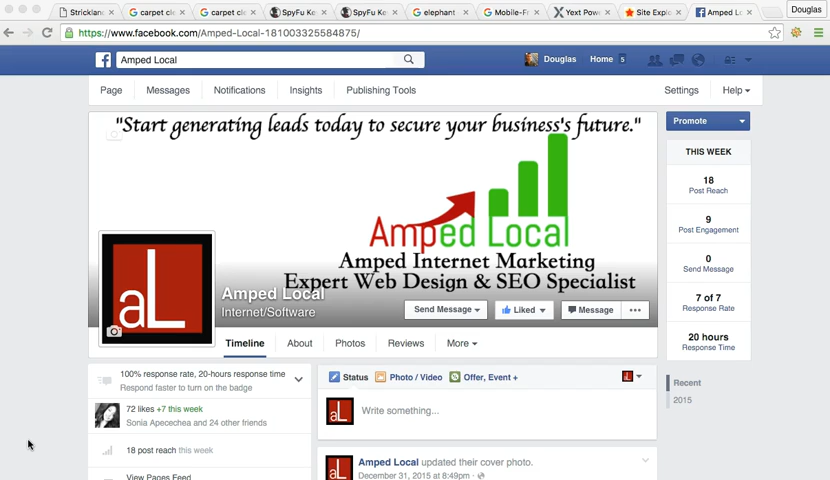 Douglas
Stricklan
carpet cle
carpet cle
SpyFu Ke
SpyFu Ke
elephant
Mobile-Fr
Yext Pow
Site Explo
Amped Lo
https://www.facebook.com/Amped-Local-181003325584875/
Amped Local
Douglas
Home 5
Page
Messages
Notifications
Insights
Publishing Tools
Settings
Help
"Start generating leads today to secure your business's future."
Amped Local
Amped Internet Marketing
Expert Web Design & SEO Specialist
aL
Amped Local
Internet/Software
Send Message
Liked
Message
Timeline
About
Photos
Reviews
More
Promote
THIS WEEK
18
Post Reach
9
Post Engagement
0
Send Message
7 of 7
Response Rate
20 hours
Response Time
Recent
2015
100% response rate, 20-hours response time
Respond faster to turn on the badge
72 likes +7 this week
Sonia Apecechea and 24 other friends
18 post reach this week
View Pages Feed
Status
Photo / Video
Offer, Event +
aL
aL
Write something...
aL
Amped Local updated their cover photo.
December 31, 2015 at 8:49pm